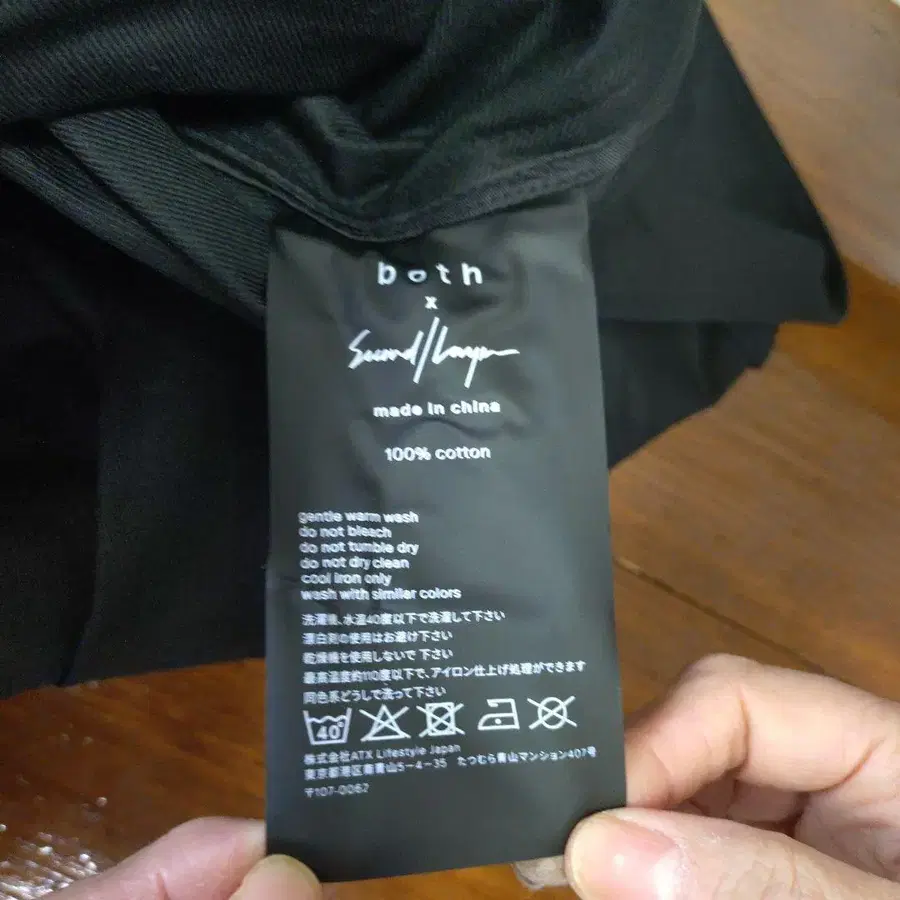 both
x
Second//Layer
made in china
100% cotton
gentle warm wash
do not bleach
do not tumble dry
do not dry clean
cool iron only
wash with similar colors
洗濯後、水温40度以下で洗濯して下さい
漂白剤の使用はお避け下さい
乾燥機を使用しないで下さい
最高温度約110度以下で、アイロン仕上げ処理ができます
同色系どうしで洗って下さい
40°
株式会社ATX Lifestyle Japan
東京都港区南青山5-4-35 たつむら青山マンション407号
〒107-0062